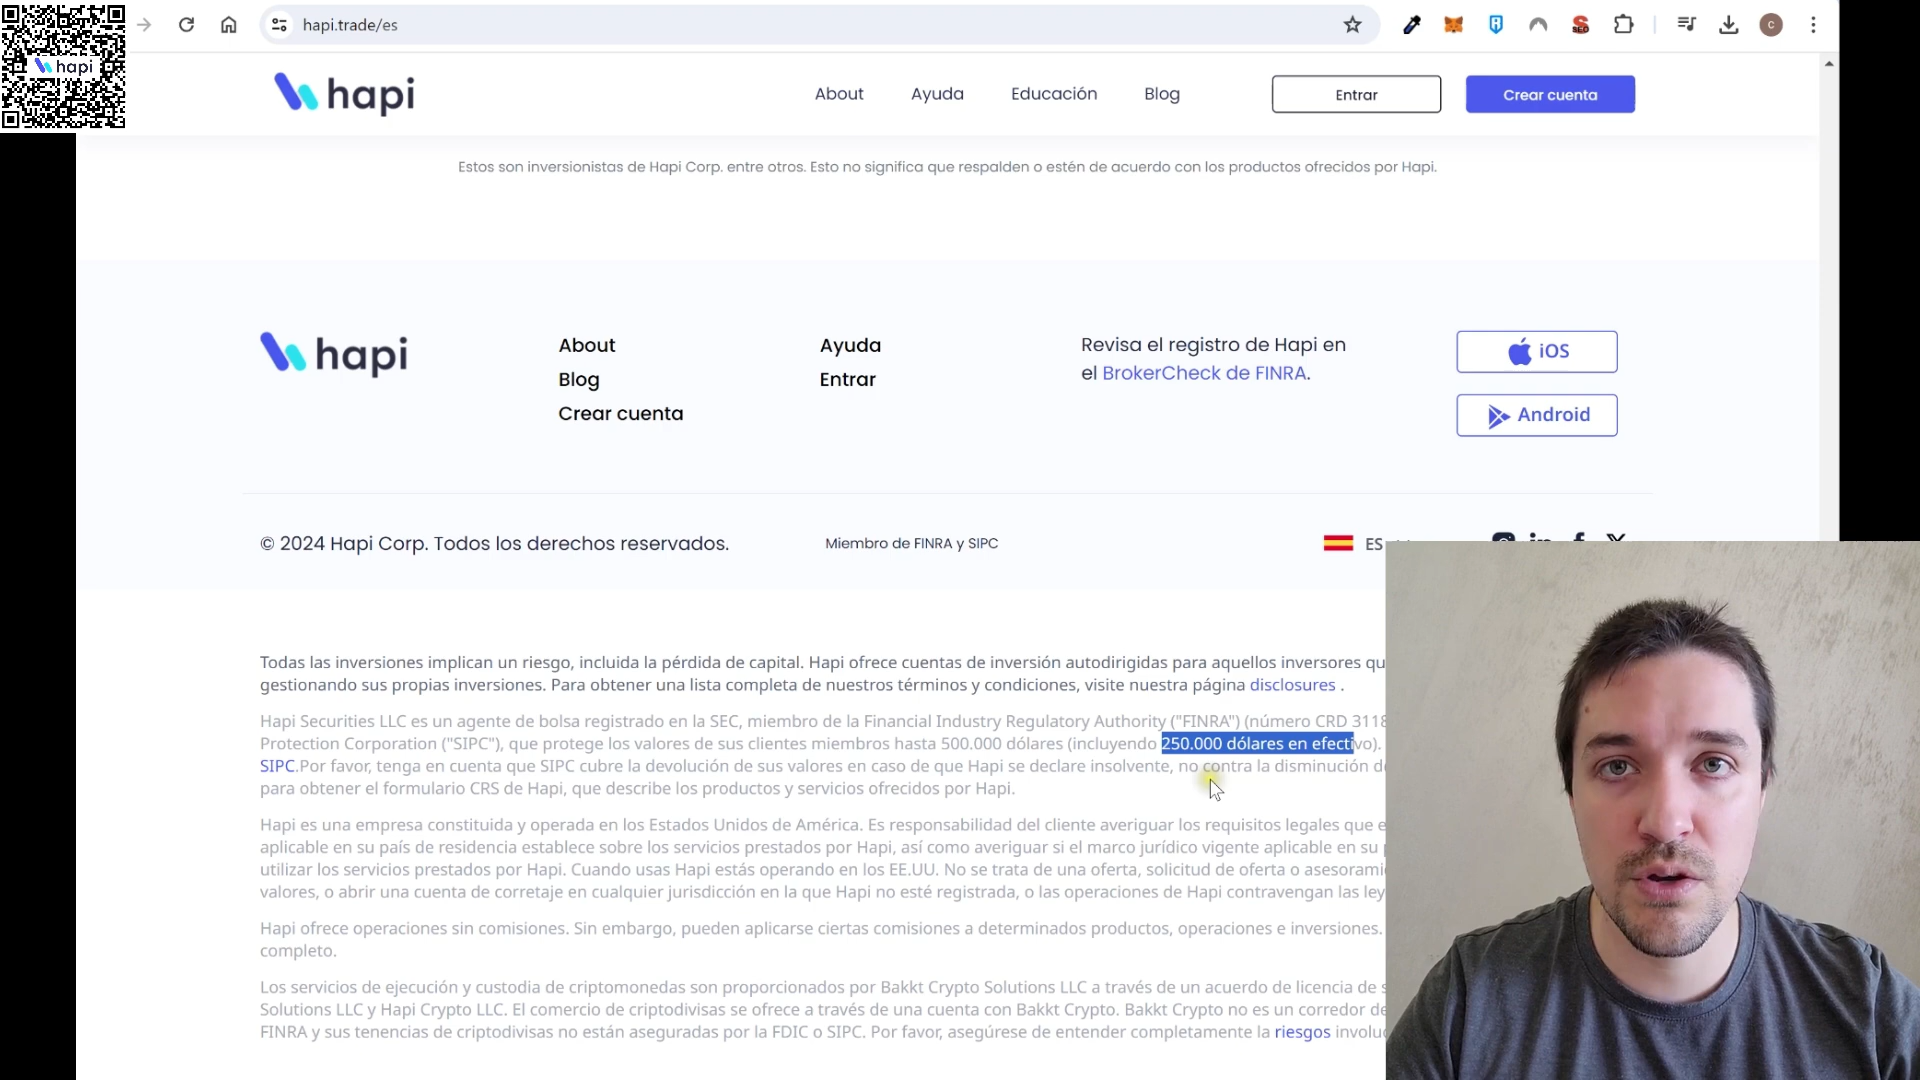 hapi.trade/es
hapi
hapi
About
Ayuda
Educación
Blog
Entrar
Crear cuenta
Estos son inversionistas de Hapi Corp. entre otros. Esto no significa que respalden o estén de acuerdo con los productos ofrecidos por Hapi.
hapi
About
Blog
Crear cuenta
Ayuda
Entrar
Revisa el registro de Hapi en
el BrokerCheck de FINRA.
iOS
Android
© 2024 Hapi Corp. Todos los derechos reservados.
Miembro de FINRA y SIPC
ES
Todas las inversiones implican un riesgo, incluida la pérdida de capital. Hapi ofrece cuentas de inversión autodirigidas para aquellos inversores qu
gestionando sus propias inversiones. Para obtener una lista completa de nuestros términos y condiciones, visite nuestra página disclosures .
Hapi Securities LLC es un agente de bolsa registrado en la SEC, miembro de la Financial Industry Regulatory Authority ("FINRA") (número CRD 3118
Protection Corporation ("SIPC"), que protege los valores de sus clientes miembros hasta 500.000 dólares (incluyendo 250.000 dólares en efectivo).
SIPC.Por favor, tenga en cuenta que SIPC cubre la devolución de sus valores en caso de que Hapi se declare insolvente, no contra la disminución de
para obtener el formulario CRS de Hapi, que describe los productos y servicios ofrecidos por Hapi.
Hapi es una empresa constituida y operada en los Estados Unidos de América. Es responsabilidad del cliente averiguar los requisitos legales que e
aplicable en su país de residencia establece sobre los servicios prestados por Hapi, así como averiguar si el marco jurídico vigente aplicable en su p
utilizar los servicios prestados por Hapi. Cuando usas Hapi estás operando en los EE.UU. No se trata de una oferta, solicitud de oferta o asesorami
valores, o abrir una cuenta de corretaje en cualquier jurisdicción en la que Hapi no esté registrada, o las operaciones de Hapi contravengan las ley
Hapi ofrece operaciones sin comisiones. Sin embargo, pueden aplicarse ciertas comisiones a determinados productos, operaciones e inversiones.
completo.
Los servicios de ejecución y custodia de criptomonedas son proporcionados por Bakkt Crypto Solutions LLC a través de un acuerdo de licencia de s
Solutions LLC y Hapi Crypto LLC. El comercio de criptodivisas se ofrece a través de una cuenta con Bakkt Crypto. Bakkt Crypto no es un corredor de
FINRA y sus tenencias de criptodivisas no están aseguradas por la FDIC o SIPC. Por favor, asegúrese de entender completamente la riesgos involuc